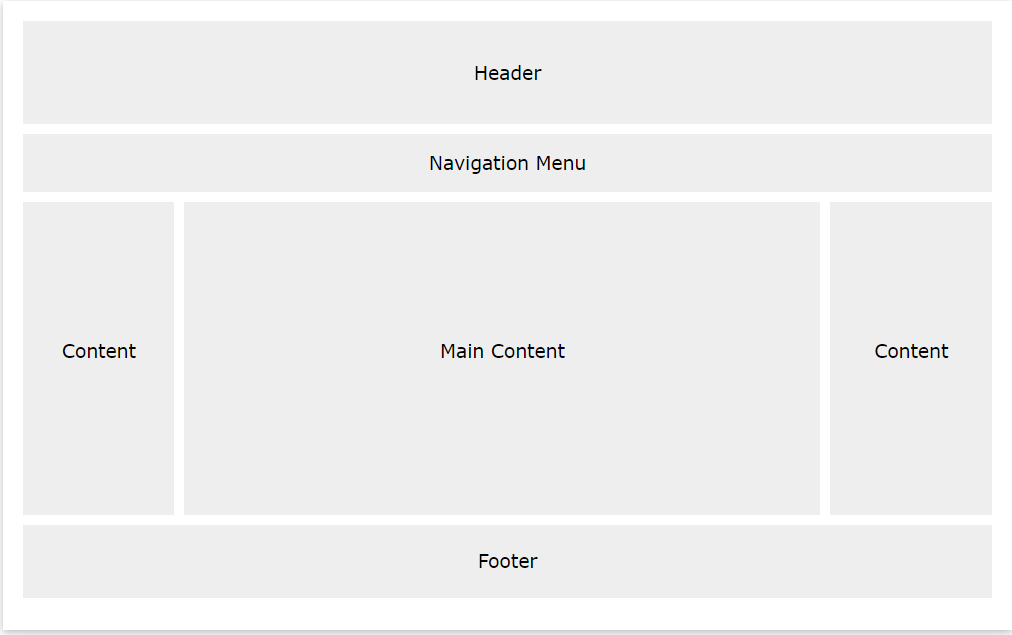 Header
Navigation Menu
Content
Main Content
Content
Footer